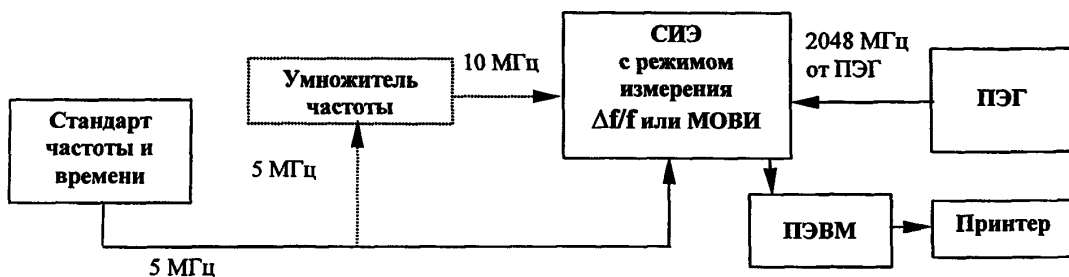 Стандарт
частоты и
времени
5 МГц
Умножитель
частоты
5 МГц
10 МГц
СИЭ
с режимом
измерения
Δf/f или МОВИ
2048 МГц
от ПЭГ
ПЭГ
ПЭВМ
Принтер